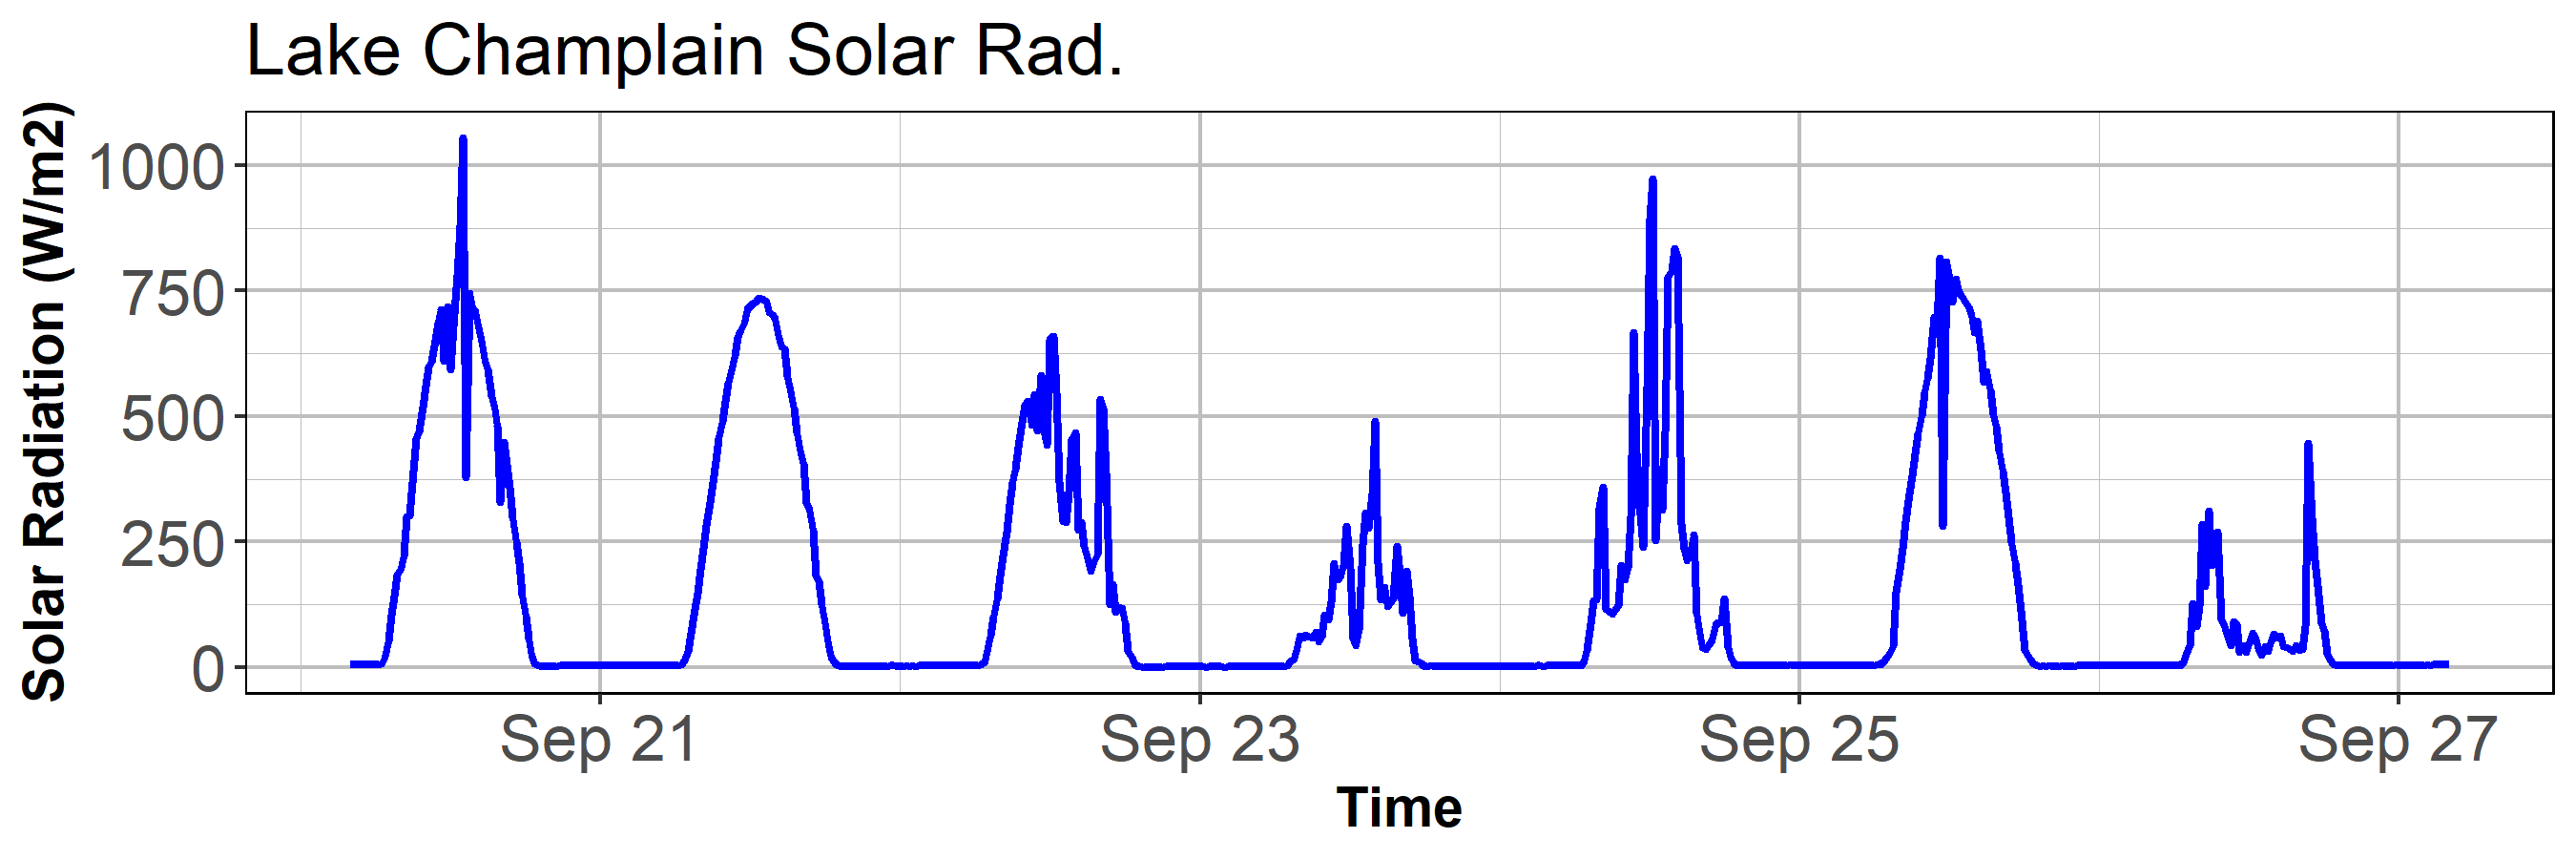 Lake Champlain Solar Rad.
Solar Radiation (W/m2)
1000
750
500
250
0
Sep 21 Sep 23 Sep 25 Sep 27
Time